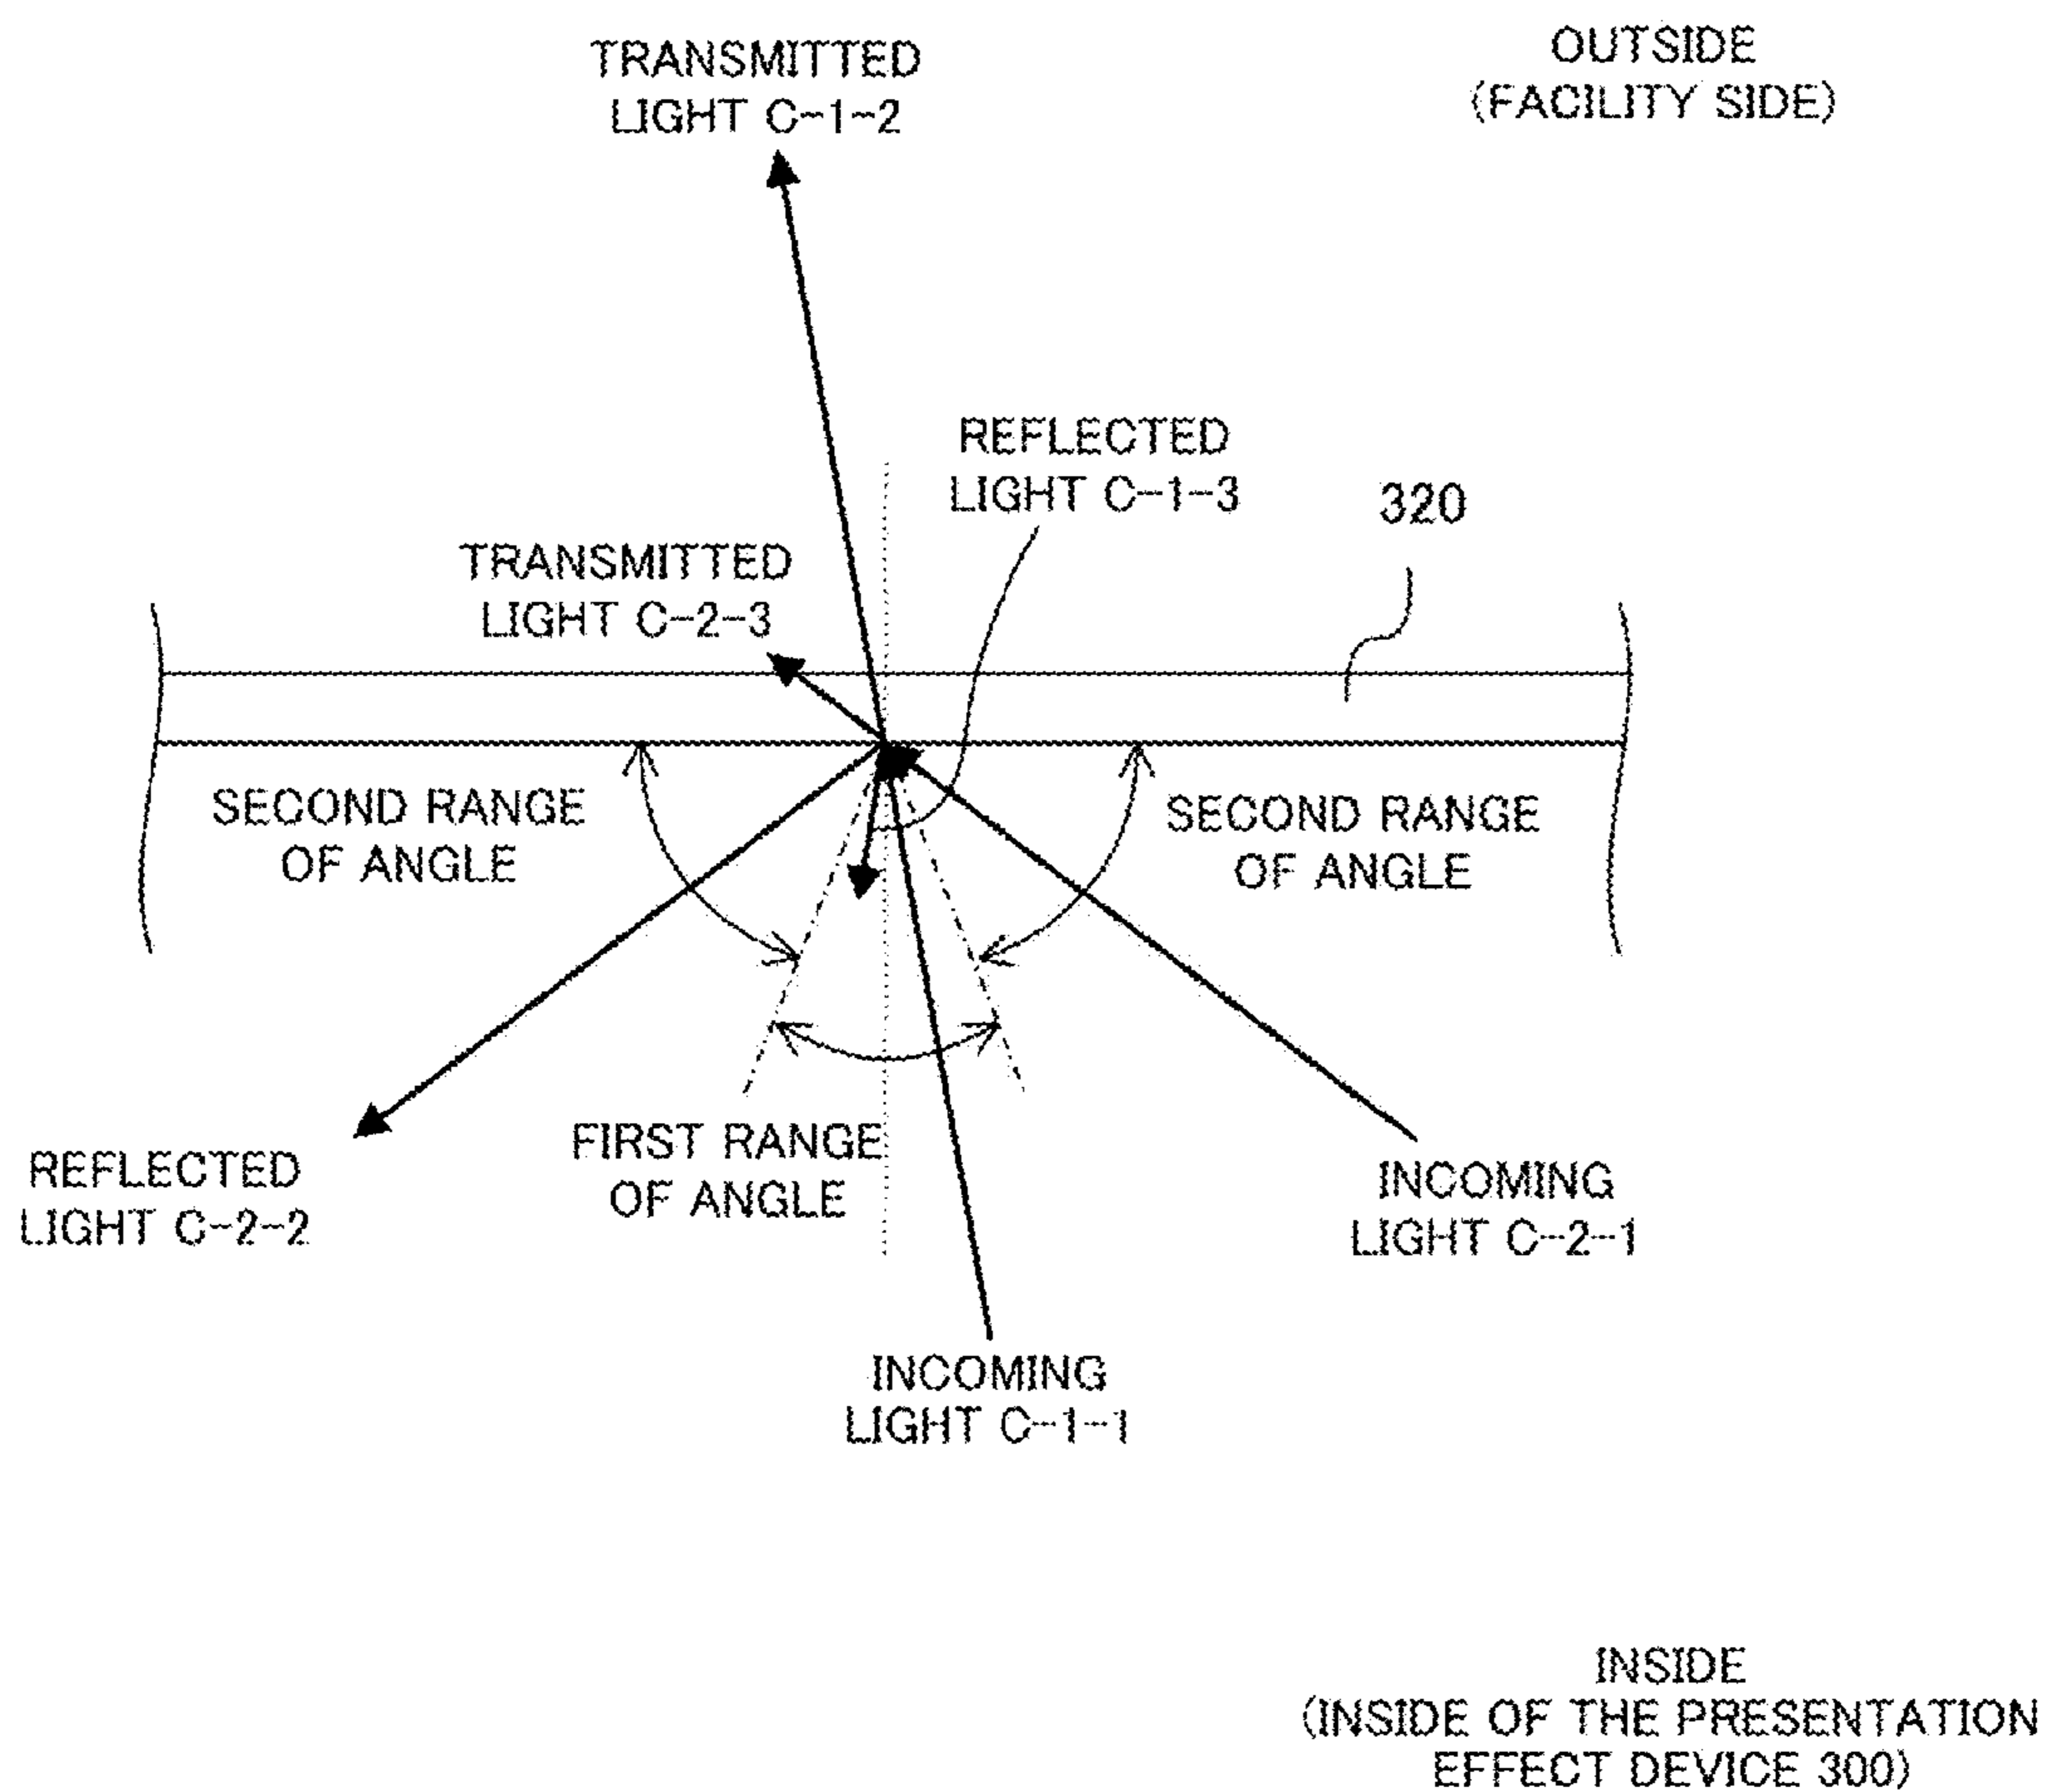 TRANSMITTED
LIGHT C-1-2
OUTSIDE
(FACILITY SIDE)
REFLECTED
LIGHT C-1-3
320
TRANSMITTED
LIGHT C-2-3
SECOND RANGE
OF ANGLE
SECOND RANGE
OF ANGLE
FIRST RANGE
OF ANGLE
REFLECTED
LIGHT C-2-2
INCOMING
LIGHT C-2-1
INCOMING
LIGHT C-1-1
INSIDE
(INSIDE OF THE PRESENTATION
EFFECT DEVICE 300)